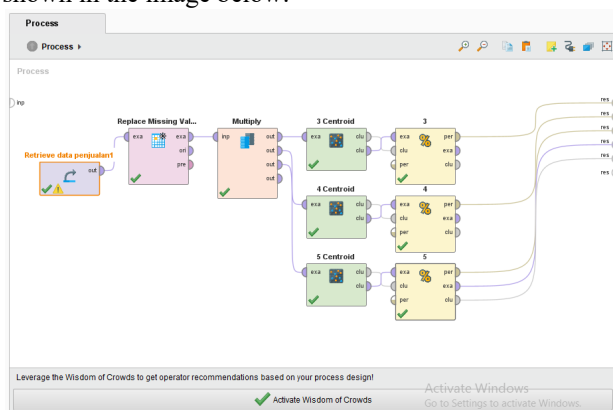 shown in the image below.
Process
Process
Process
inp
Retrieve data penjualant
out
Replace Missing Val...
exa
exa
ori
pre
Multiply
inp
out
out
out
out
3 Centroid
exa
clu
clu
3
exa
per
clu
exa
per
clu
4 Centroid
exa
clu
clu
4
exa
per
clu
exa
per
clu
5 Centroid
exa
clu
clu
5
exa
per
clu
exa
per
clu
res
res
res
res
res
res
Leverage the Wisdom of Crowds to get operator recommendations based on your process design!
Activate Wisdom of Crowds
Activate Windows
Go to Settings to activate Windows.